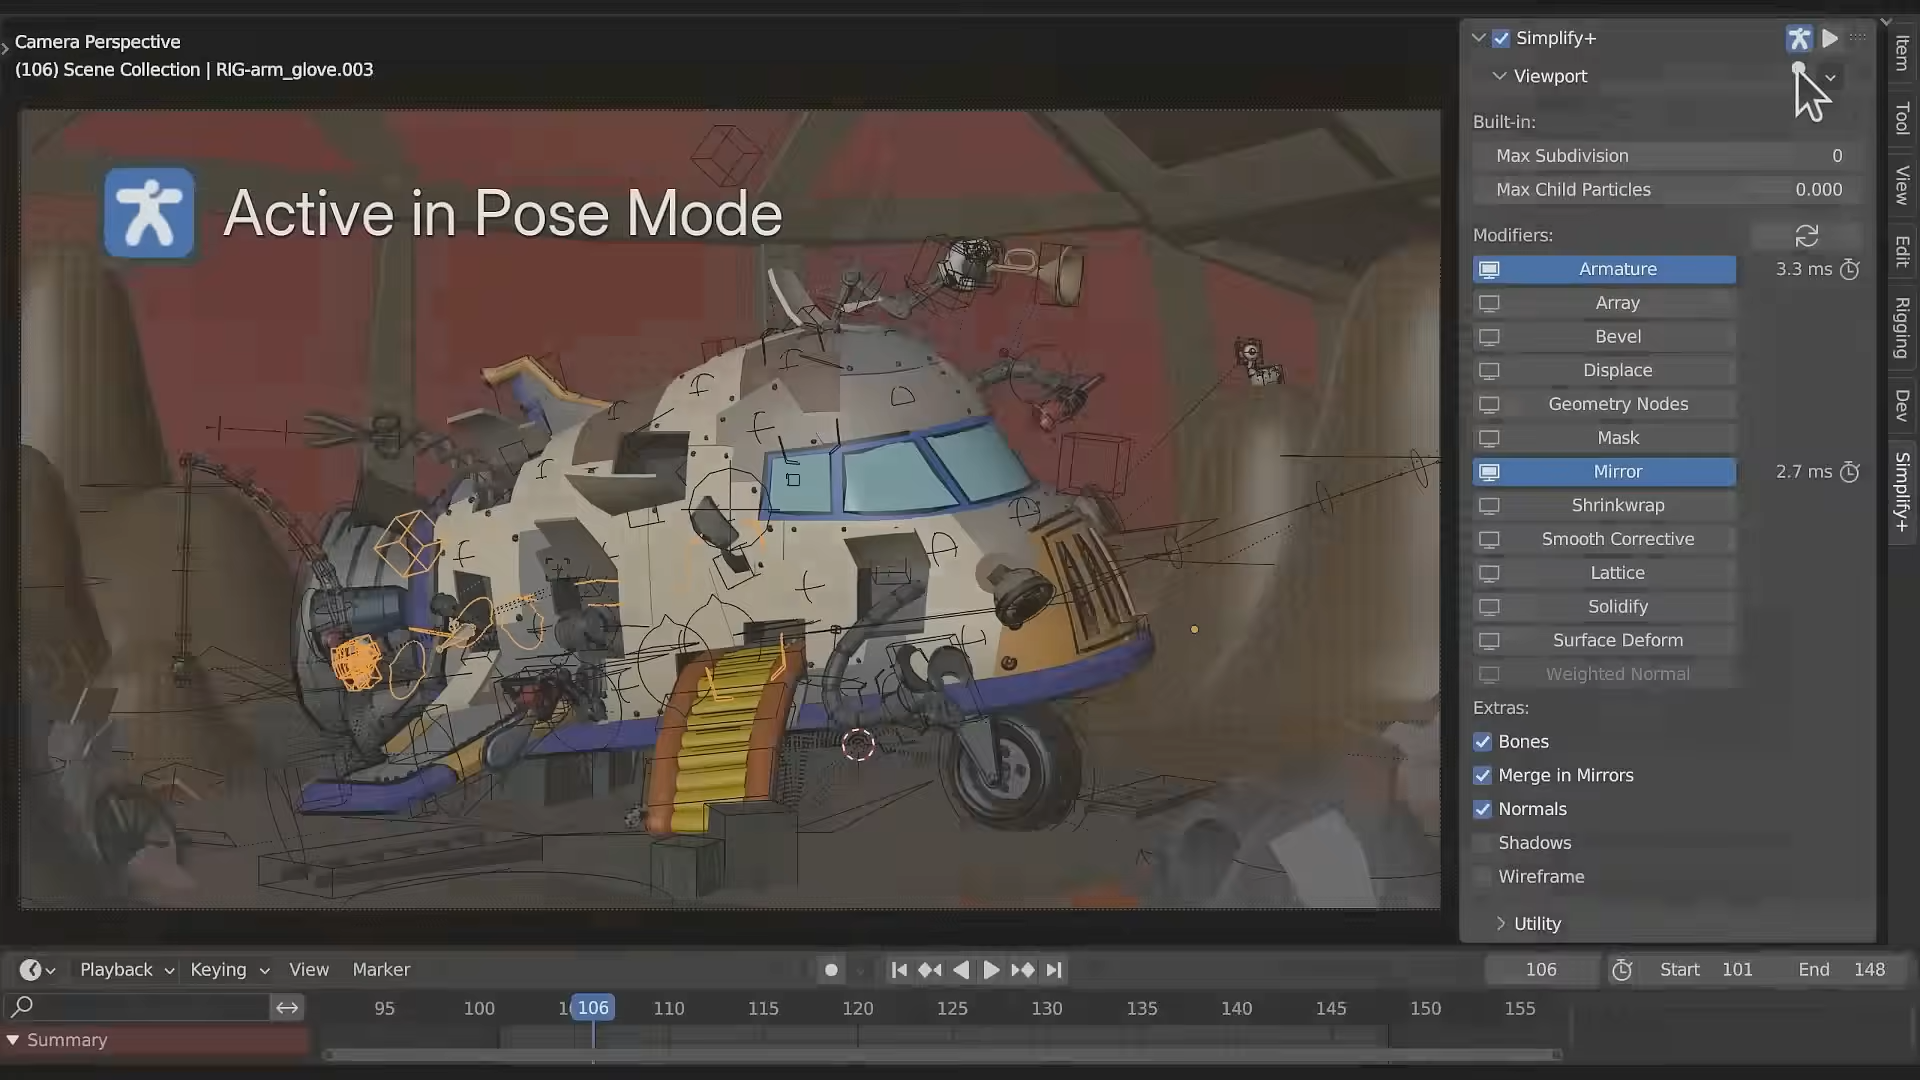 Camera Perspective
(106) Scene Collection | RIG-arm_glove.003
Active in Pose Mode
Simplify+
Viewport
Built-in:
Max Subdivision 0
Max Child Particles 0.000
Modifiers:
Armature 3.3 ms
Array
Bevel
Displace
Geometry Nodes
Mask
Mirror 2.7 ms
Shrinkwrap
Smooth Corrective
Lattice
Solidify
Surface Deform
Weighted Normal
Extras:
Bones
Merge in Mirrors
Normals
Shadows
Wireframe
Utility
Item
Tool
View
Edit
Rigging
Dev
Simplify+
Playback Keying View Marker 106 Start 101 End 148
95 100 106 110 115 120 125 130 135 140 145 150 155
Summary